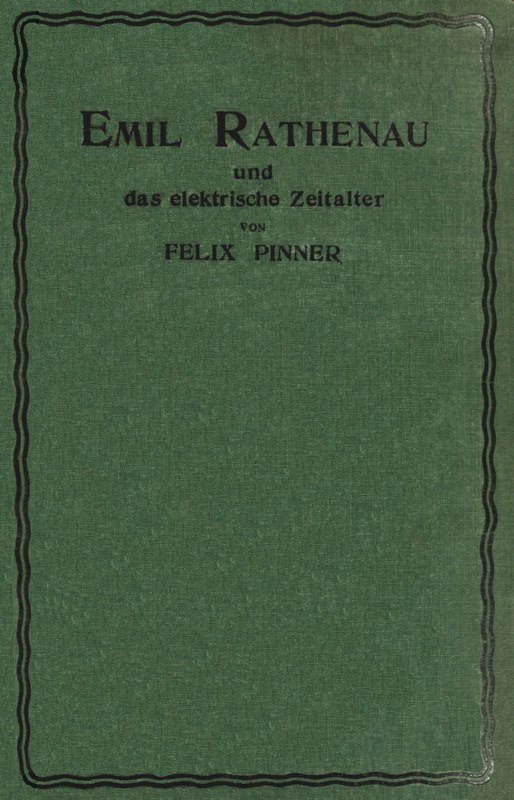 EMIL RATHENAU
und
das elektrische Zeitalter
VON
FELIX PINNER